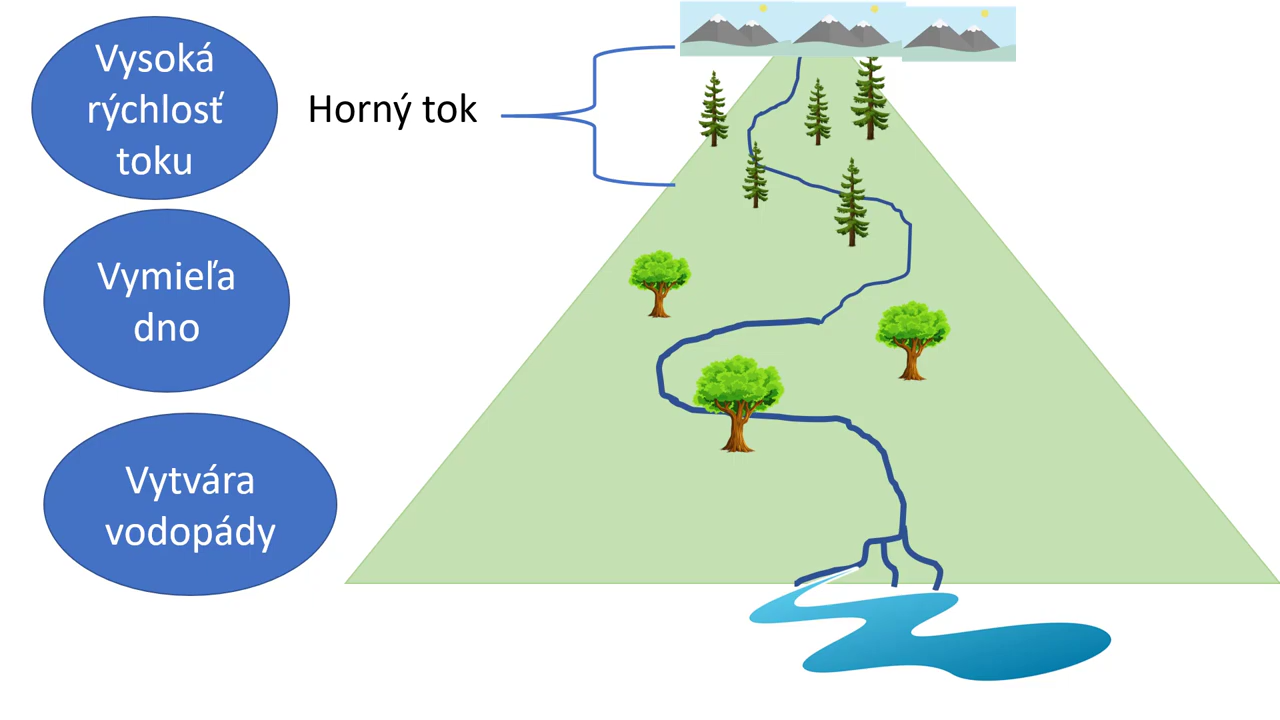 Vysoká
rýchlosť
toku
Horný tok
Vymieľa
dno
Vytvára
vodopády